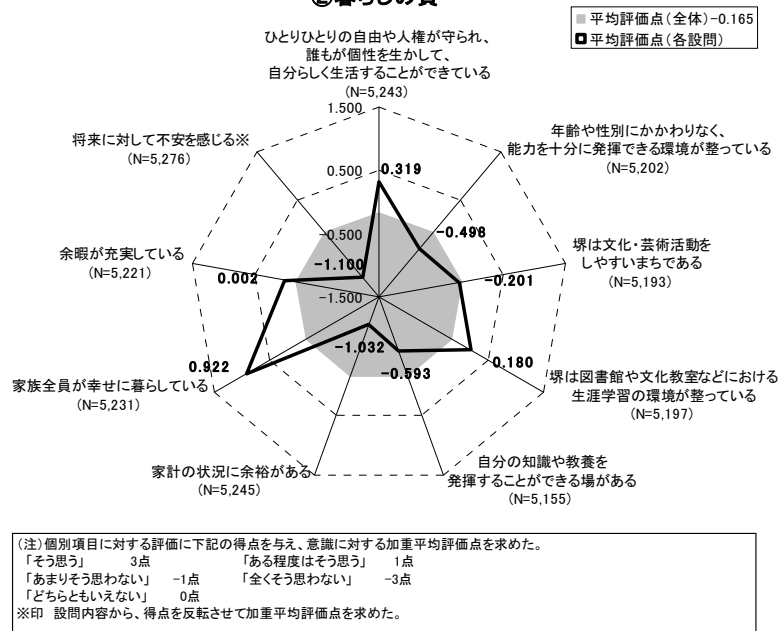 ②暮らしの質
平均評価点(全体)-0.165
平均評価点(各設問)
ひとりひとりの自由や人権が守られ、
誰もが個性を生かして、
自分らしく生活することができている
(N=5,243)
1.500
0.500
-0.500
-1.500
0.319
年齢や性別にかかわりなく、
能力を十分に発揮できる環境が整っている
(N=5,202)
-0.498
堺は文化・芸術活動を
しやすいまちである
(N=5,193)
-0.201
堺は図書館や文化教室などにおける
生涯学習の環境が整っている
(N=5,197)
0.180
自分の知識や教養を
発揮することができる場がある
(N=5,155)
-0.593
家計の状況に余裕がある
(N=5,245)
-1.032
家族全員が幸せに暮らしている
(N=5,231)
0.922
余暇が充実している
(N=5,221)
0.002
将来に対して不安を感じる※
(N=5,276)
-1.100
(注)個別項目に対する評価に下記の得点を与え、意識に対する加重平均評価点を求めた。
「そう思う」 3点 「ある程度はそう思う」 1点
「あまりそう思わない」 -1点 「全くそう思わない」 -3点
「どちらともいえない」 0点
※印 設問内容から、得点を反転させて加重平均評価点を求めた。